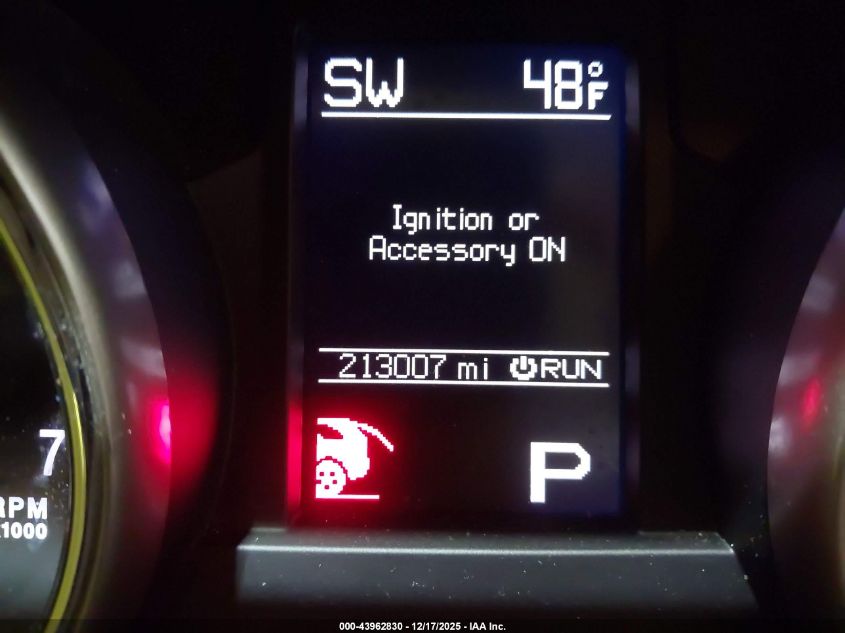 SW 48°F
Ignition or
Accessory ON
213007 mi RUN
P
7
RPM
x1000
000-43962830 - 12/17/2025 - IAA Inc.